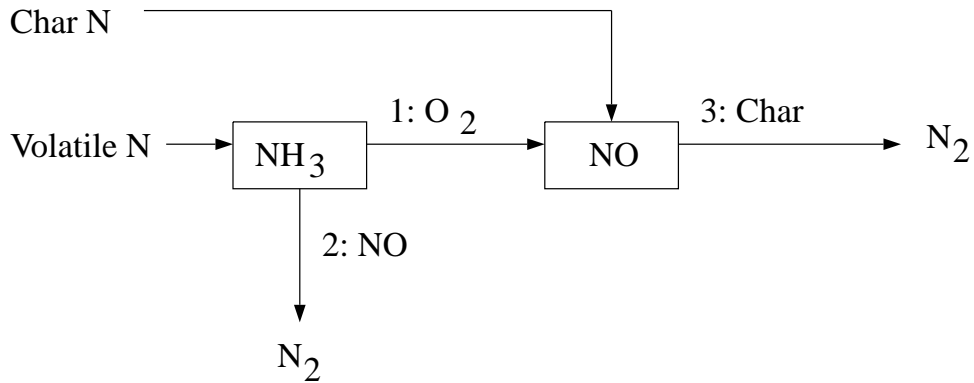 Char N
1: O₂
3: Char
Volatile N
NH₃
NO
N₂
2: NO
N₂